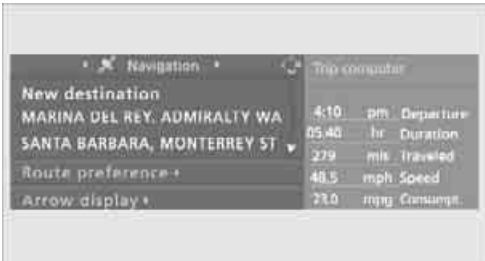 Navigation
New destination
MARINA DEL REY, ADMIRALTY WA
SANTA BARBARA, MONTERREY ST
Route preference
Arrow display
Trip computer
4:10 pm Departure
05.40 hr Duration
279 mls Traveled
48.5 mph Speed
23.0 mpg Consumpt.